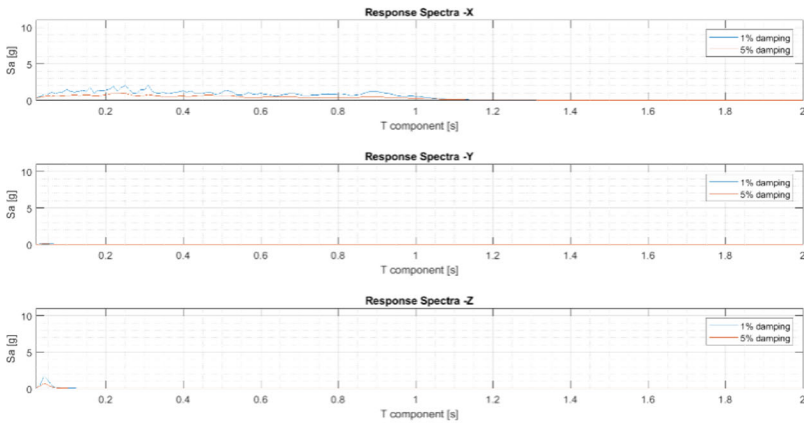 Response Spectra -X
10
5
0
Sa [g]
1% damping
5% damping
0.2 0.4 0.6 0.8 1 1.2 1.4 1.6 1.8 2
T component [s]
Response Spectra -Y
10
5
0
Sa [g]
1% damping
5% damping
0.2 0.4 0.6 0.8 1 1.2 1.4 1.6 1.8 2
T component [s]
Response Spectra -Z
10
5
0
Sa [g]
1% damping
5% damping
0.2 0.4 0.6 0.8 1 1.2 1.4 1.6 1.8 2
T component [s]